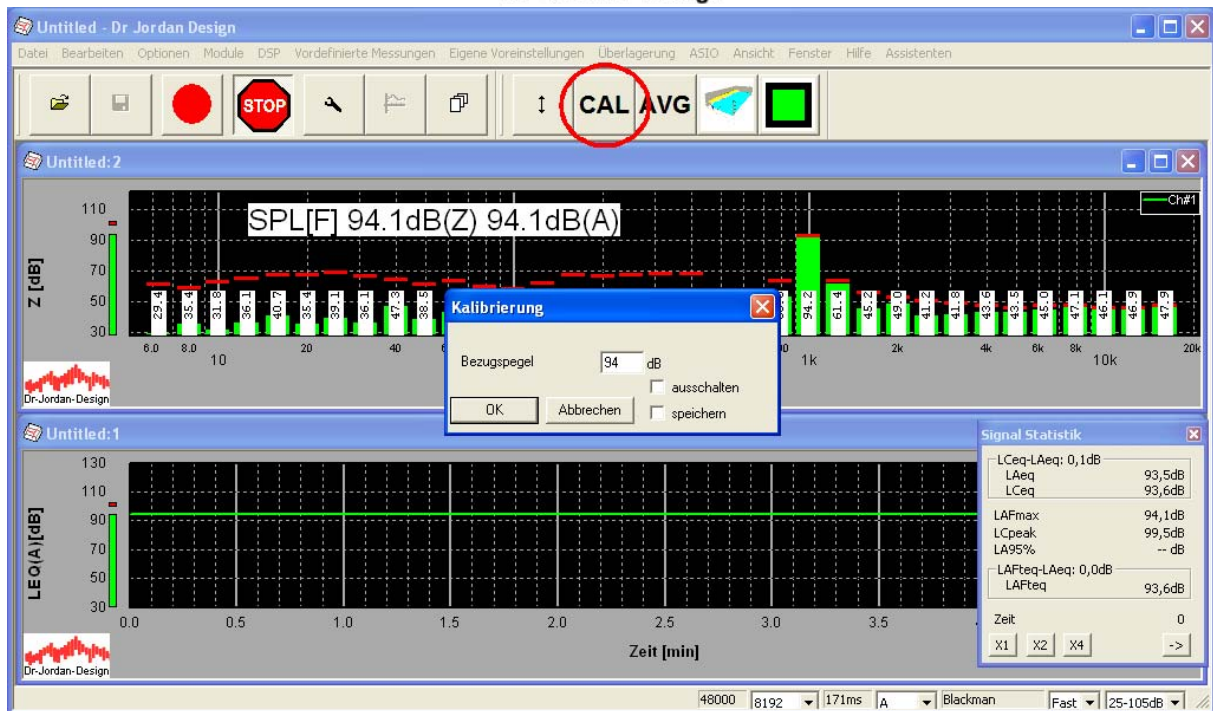 Untitled - Dr Jordan Design
Datei Bearbeiten Optionen Module DSP Vordefinierte Messungen Eigene Voreinstellungen Überlagerung ASIO Ansicht Fenster Hilfe Assistenten
STOP CAL AVG
Untitled:2
SPL[F] 94.1dB(Z) 94.1dB(A)
Ch#1
Z [dB]
110
90
70
50
30
29.4 35.4 31.8 36.1 40.7 35.4 39.1 36.1 47.3 38.5 94.2 61.4 45.2 49.0 41.2 41.8 43.6 43.5 45.0 47.1 46.1 46.9 47.9
6.0 8.0 10 20 40 1k 2k 4k 6k 8k 10k 20k
Dr-Jordan-Design
Kalibrierung
Bezugspegel 94 dB
ausschalten
OK Abbrechen speichern
Untitled:1
LEQ(A)[dB]
130
110
90
70
50
30
0.0 0.5 1.0 1.5 2.0 2.5 3.0 3.5
Zeit [min]
Dr-Jordan-Design
Signal Statistik
LCeq-LAeq: 0,1dB
LAeq 93,5dB
LCeq 93,6dB
LAFmax 94,1dB
LCpeak 99,5dB
LA95% -- dB
LAFteq-LAeq: 0,0dB
LAFteq 93,6dB
Zeit 0
X1 X2 X4 ->
48000 8192 171ms A Blackman Fast 25-105dB